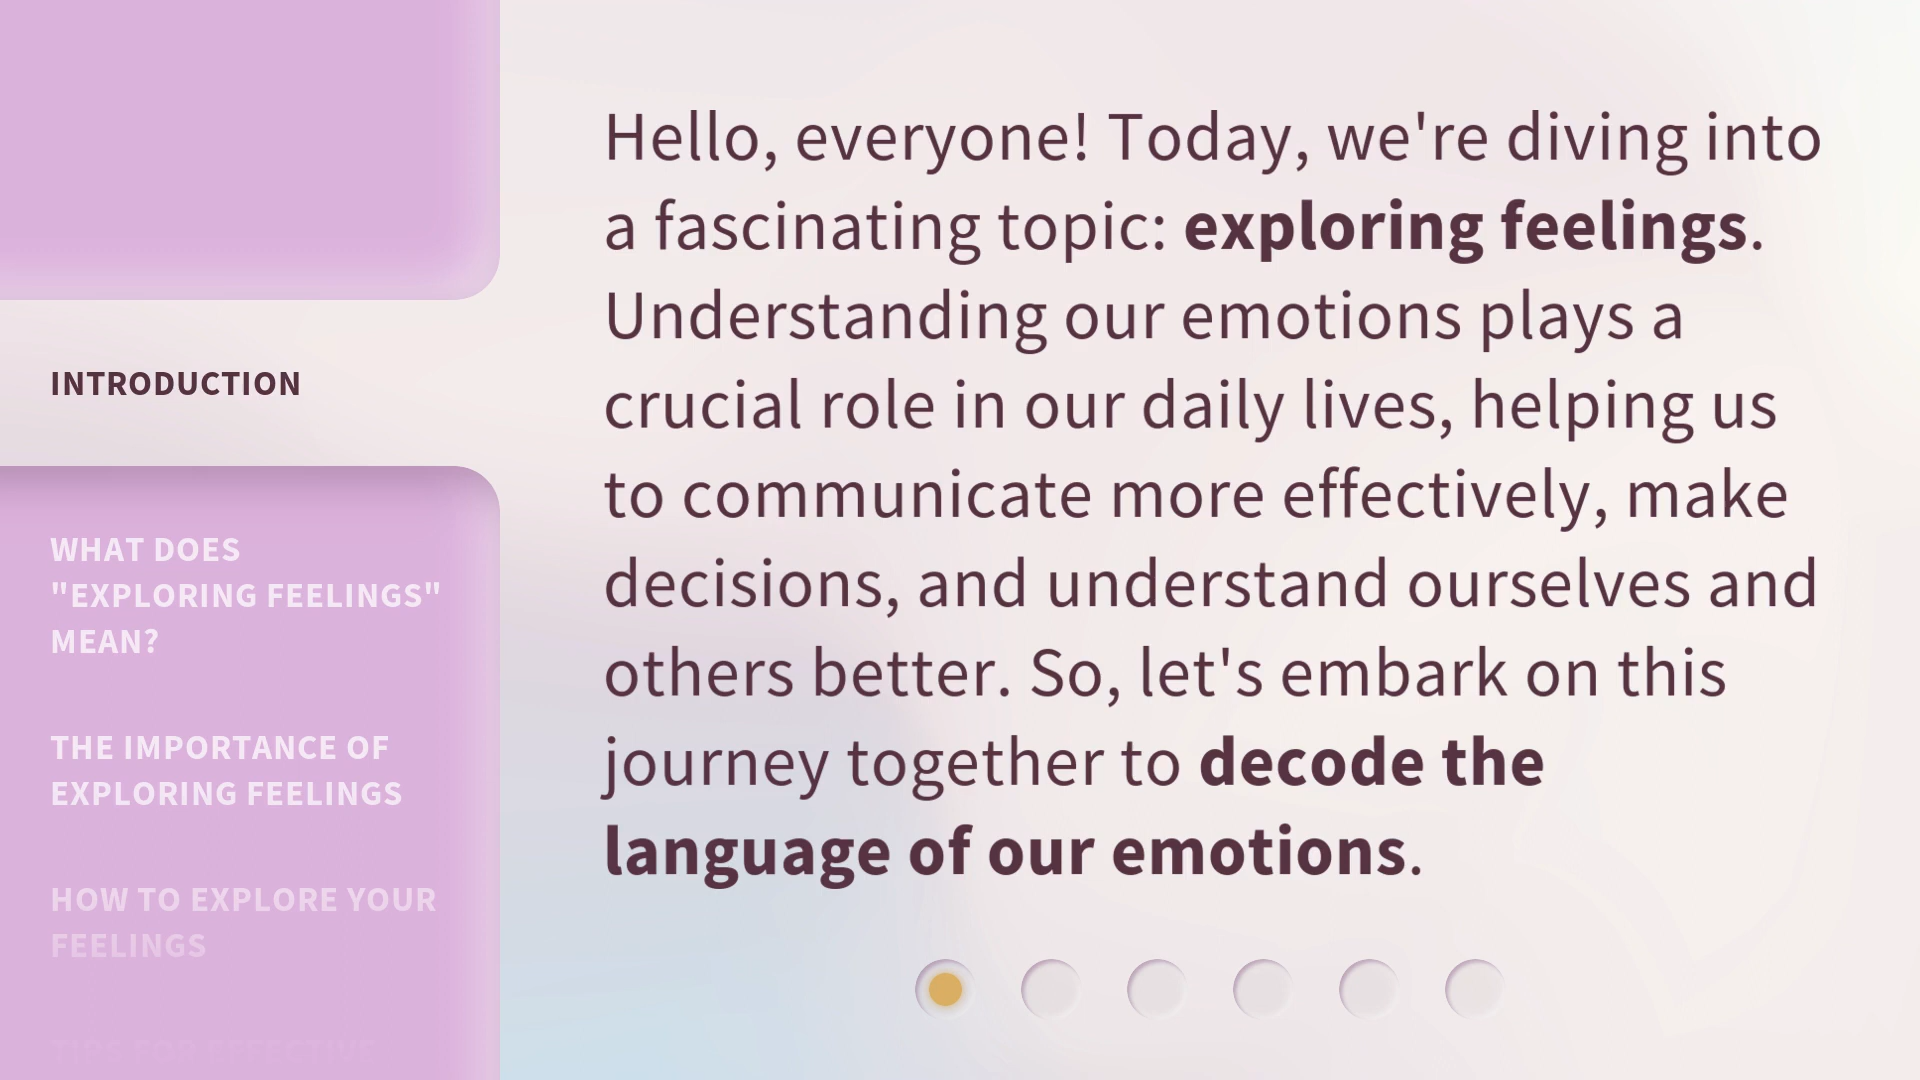 INTRODUCTION
WHAT DOES
"EXPLORING FEELINGS"
MEAN?
THE IMPORTANCE OF
EXPLORING FEELINGS
HOW TO EXPLORE YOUR
FEELINGS
TIPS FOR EFFECTIVE
Hello, everyone! Today, we're diving into
a fascinating topic: exploring feelings.
Understanding our emotions plays a
crucial role in our daily lives, helping us
to communicate more effectively, make
decisions, and understand ourselves and
others better. So, let's embark on this
journey together to decode the
language of our emotions.